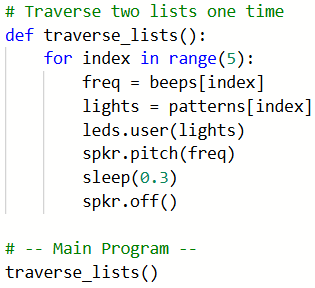 # Traverse two lists one time
def traverse_lists():
    for index in range(5):
        freq = beeps[index]
        lights = patterns[index]
        leds.user(lights)
        spkr.pitch(freq)
        sleep(0.3)
        spkr.off()

# -- Main Program --
traverse_lists()